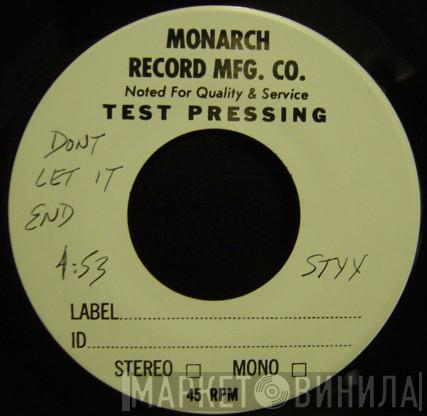 MONARCH
RECORD MFG. CO.
Noted For Quality & Service
TEST PRESSING
DONT
LET IT
END
4:53
STYX
LABEL
ID
STEREO MONO
45 RPM
МАРКЕТ ВИНИЛА